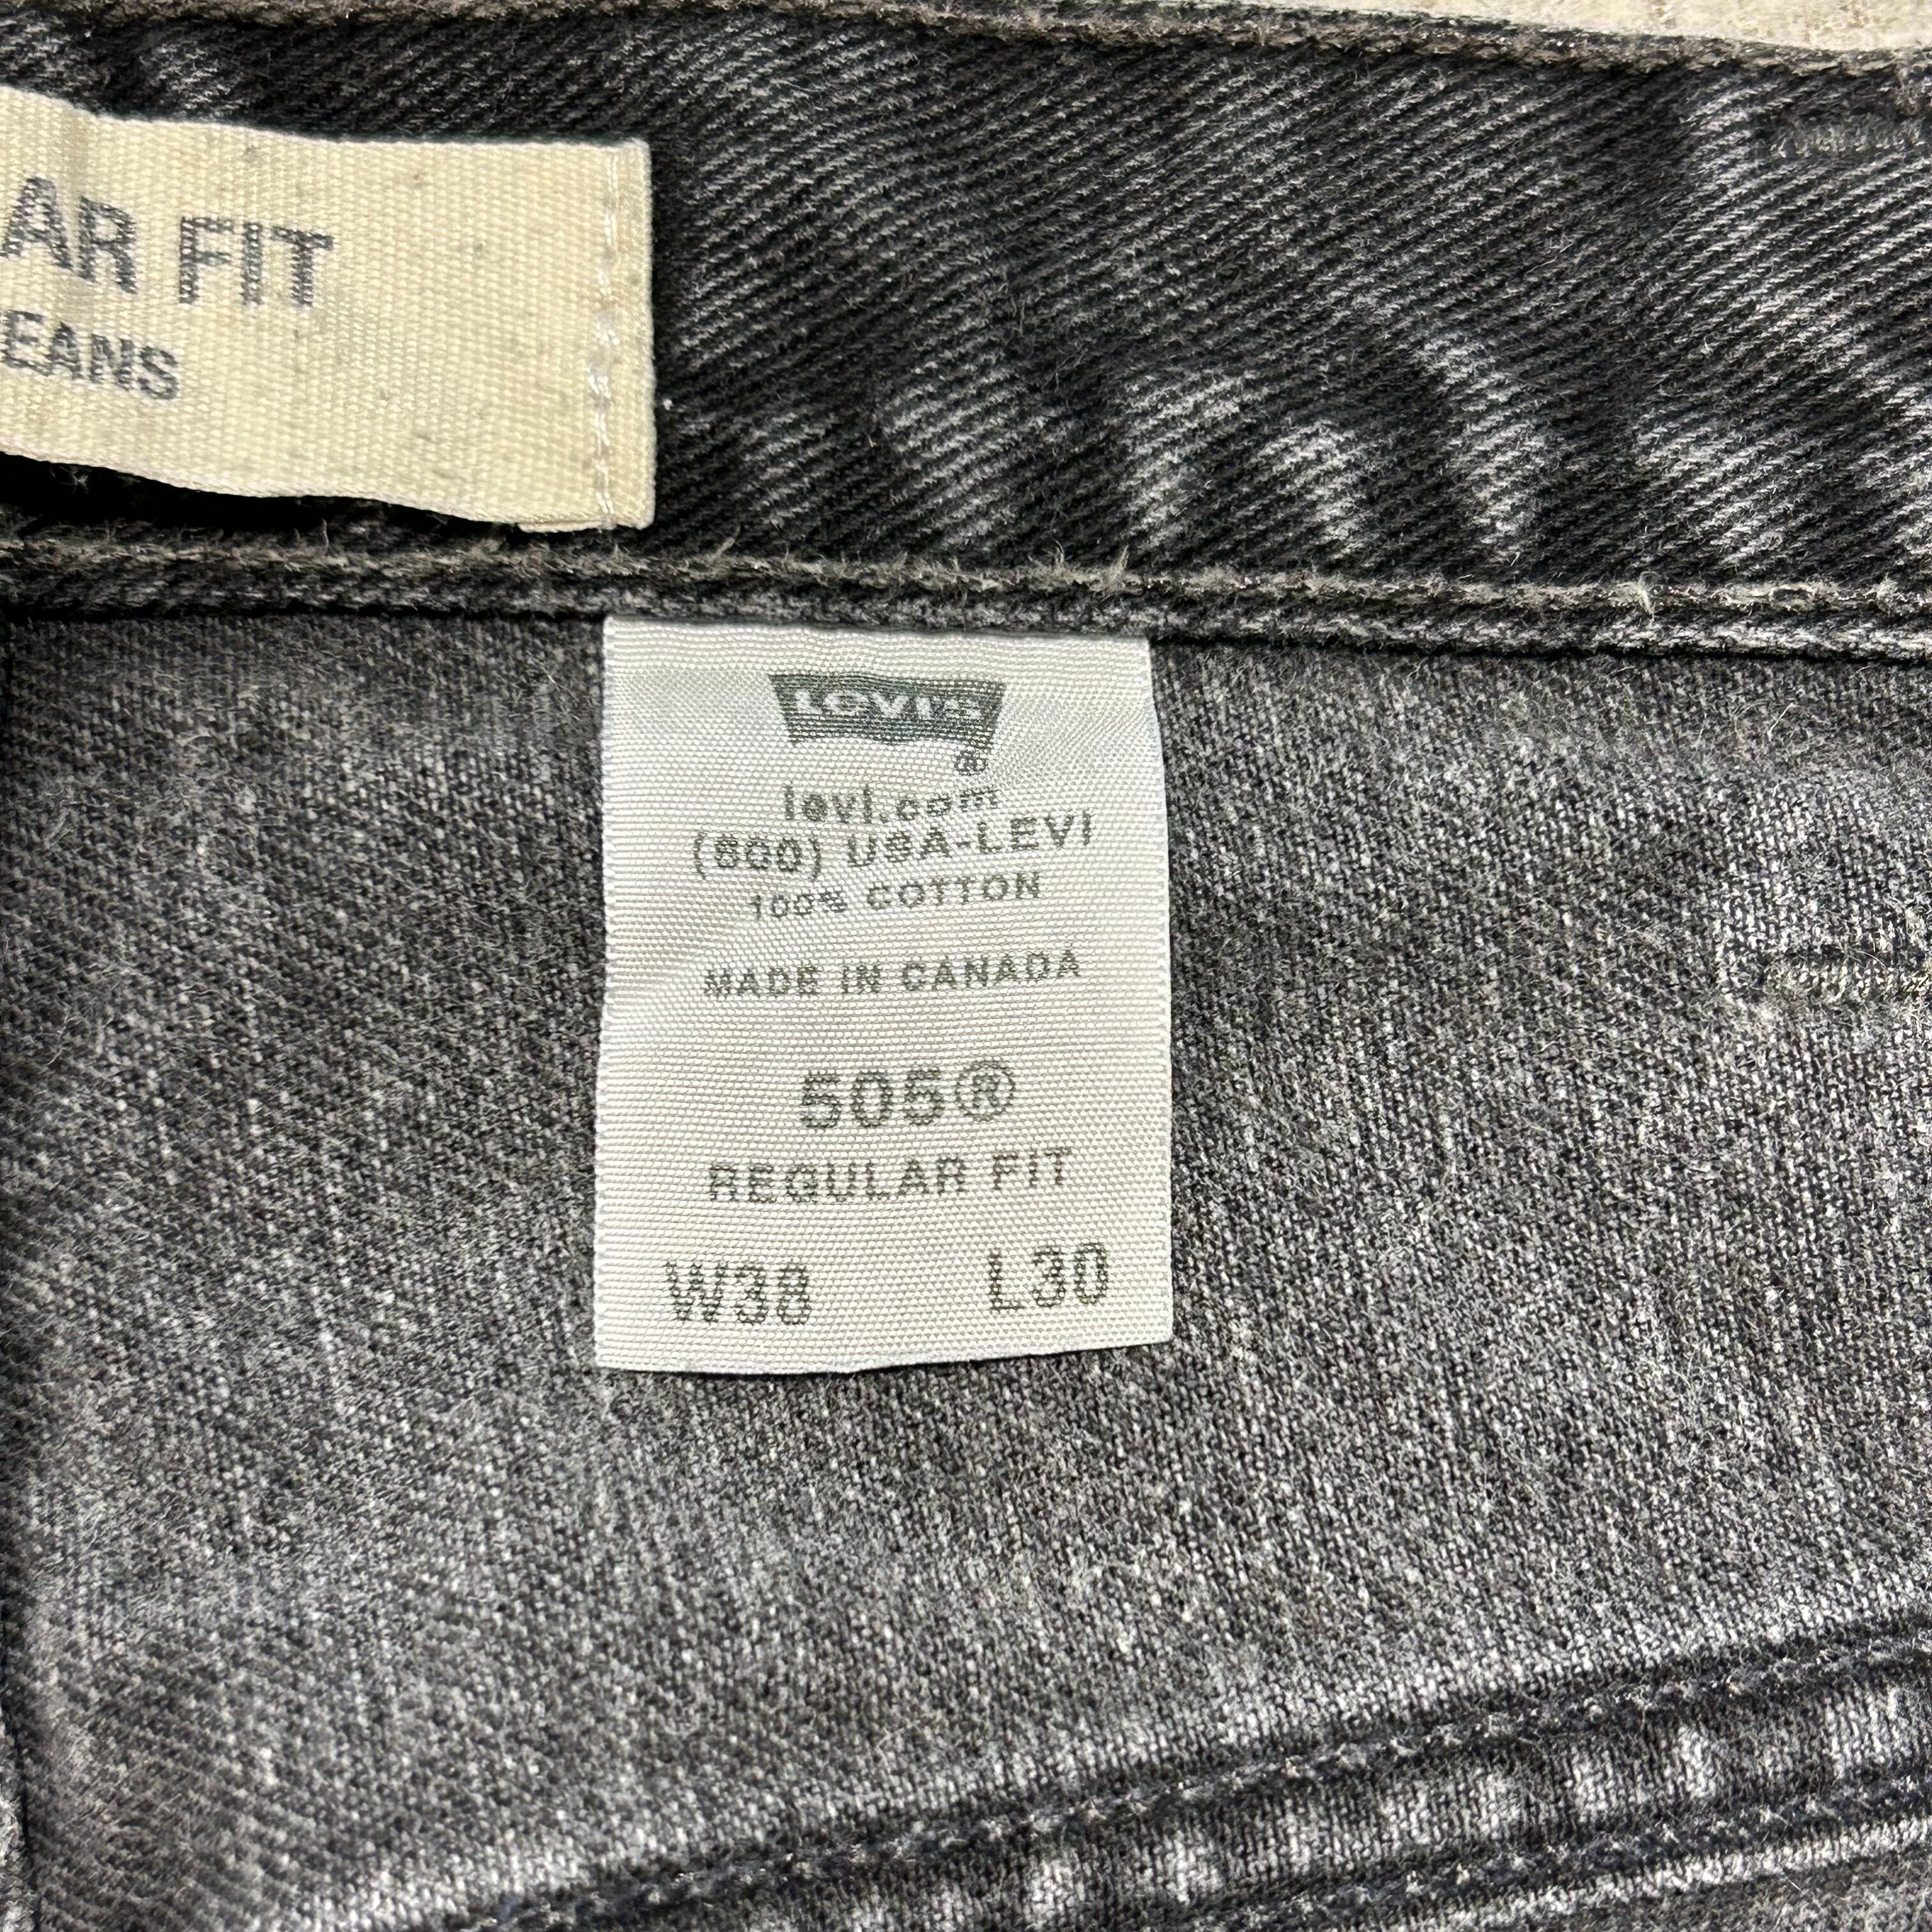 AR FIT
EANS
Levi's
®
levi.com
(800) USA-LEVI
100% COTTON
MADE IN CANADA
505®
REGULAR FIT
W38 L30